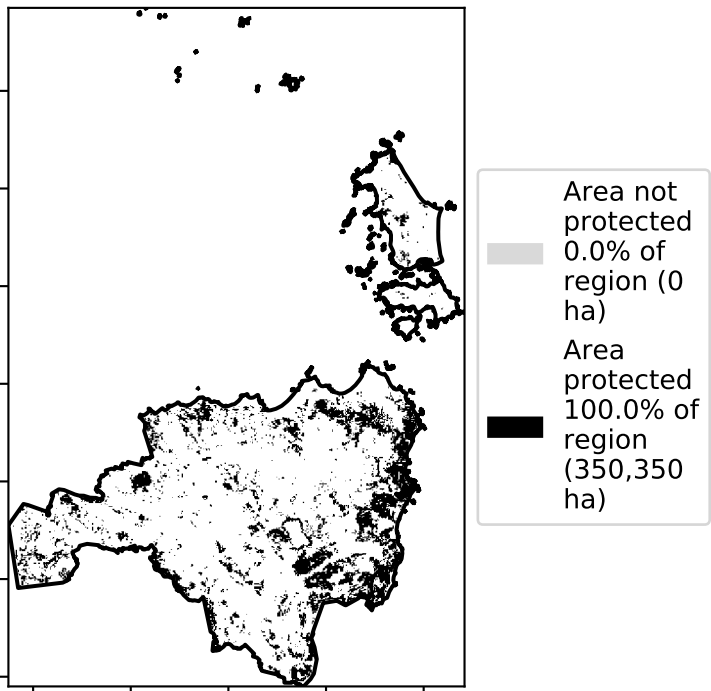 Area not
protected
0.0% of
region (0
ha)
Area
protected
100.0% of
region
(350,350
ha)